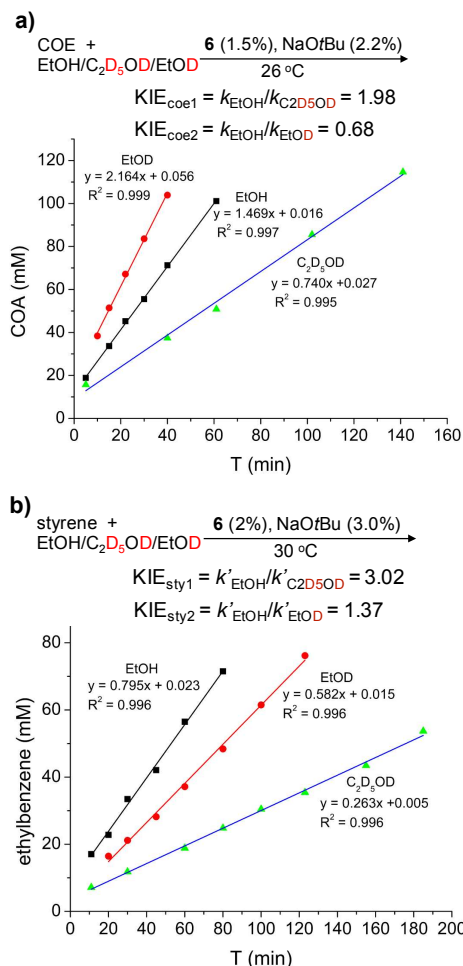 a)
COE +
EtOH/C2D5OD/EtOD
6 (1.5%), NaOtBu (2.2%)
26 °C
KIEcoe1 = kEtOH/kC2D5OD = 1.98
KIEcoe2 = kEtOH/kEtOD = 0.68
120
100
80
60
40
20
0
COA (mM)
EtOD
y = 2.164x + 0.056
R² = 0.999
EtOH
y = 1.469x + 0.016
R² = 0.997
C2D5OD
y = 0.740x +0.027
R² = 0.995
0 20 40 60 80 100 120 140 160
T (min)
b)
styrene +
EtOH/C2D5OD/EtOD
6 (2%), NaOtBu (3.0%)
30 °C
KIEsty1 = k'EtOH/k'C2D5OD = 3.02
KIEsty2 = k'EtOH/k'EtOD = 1.37
80
60
40
20
0
ethylbenzene (mM)
EtOH
y = 0.795x + 0.023
R² = 0.996
EtOD
y = 0.582x + 0.015
R² = 0.996
C2D5OD
y = 0.263x +0.005
R² = 0.996
0 20 40 60 80 100 120 140 160 180 200
T (min)